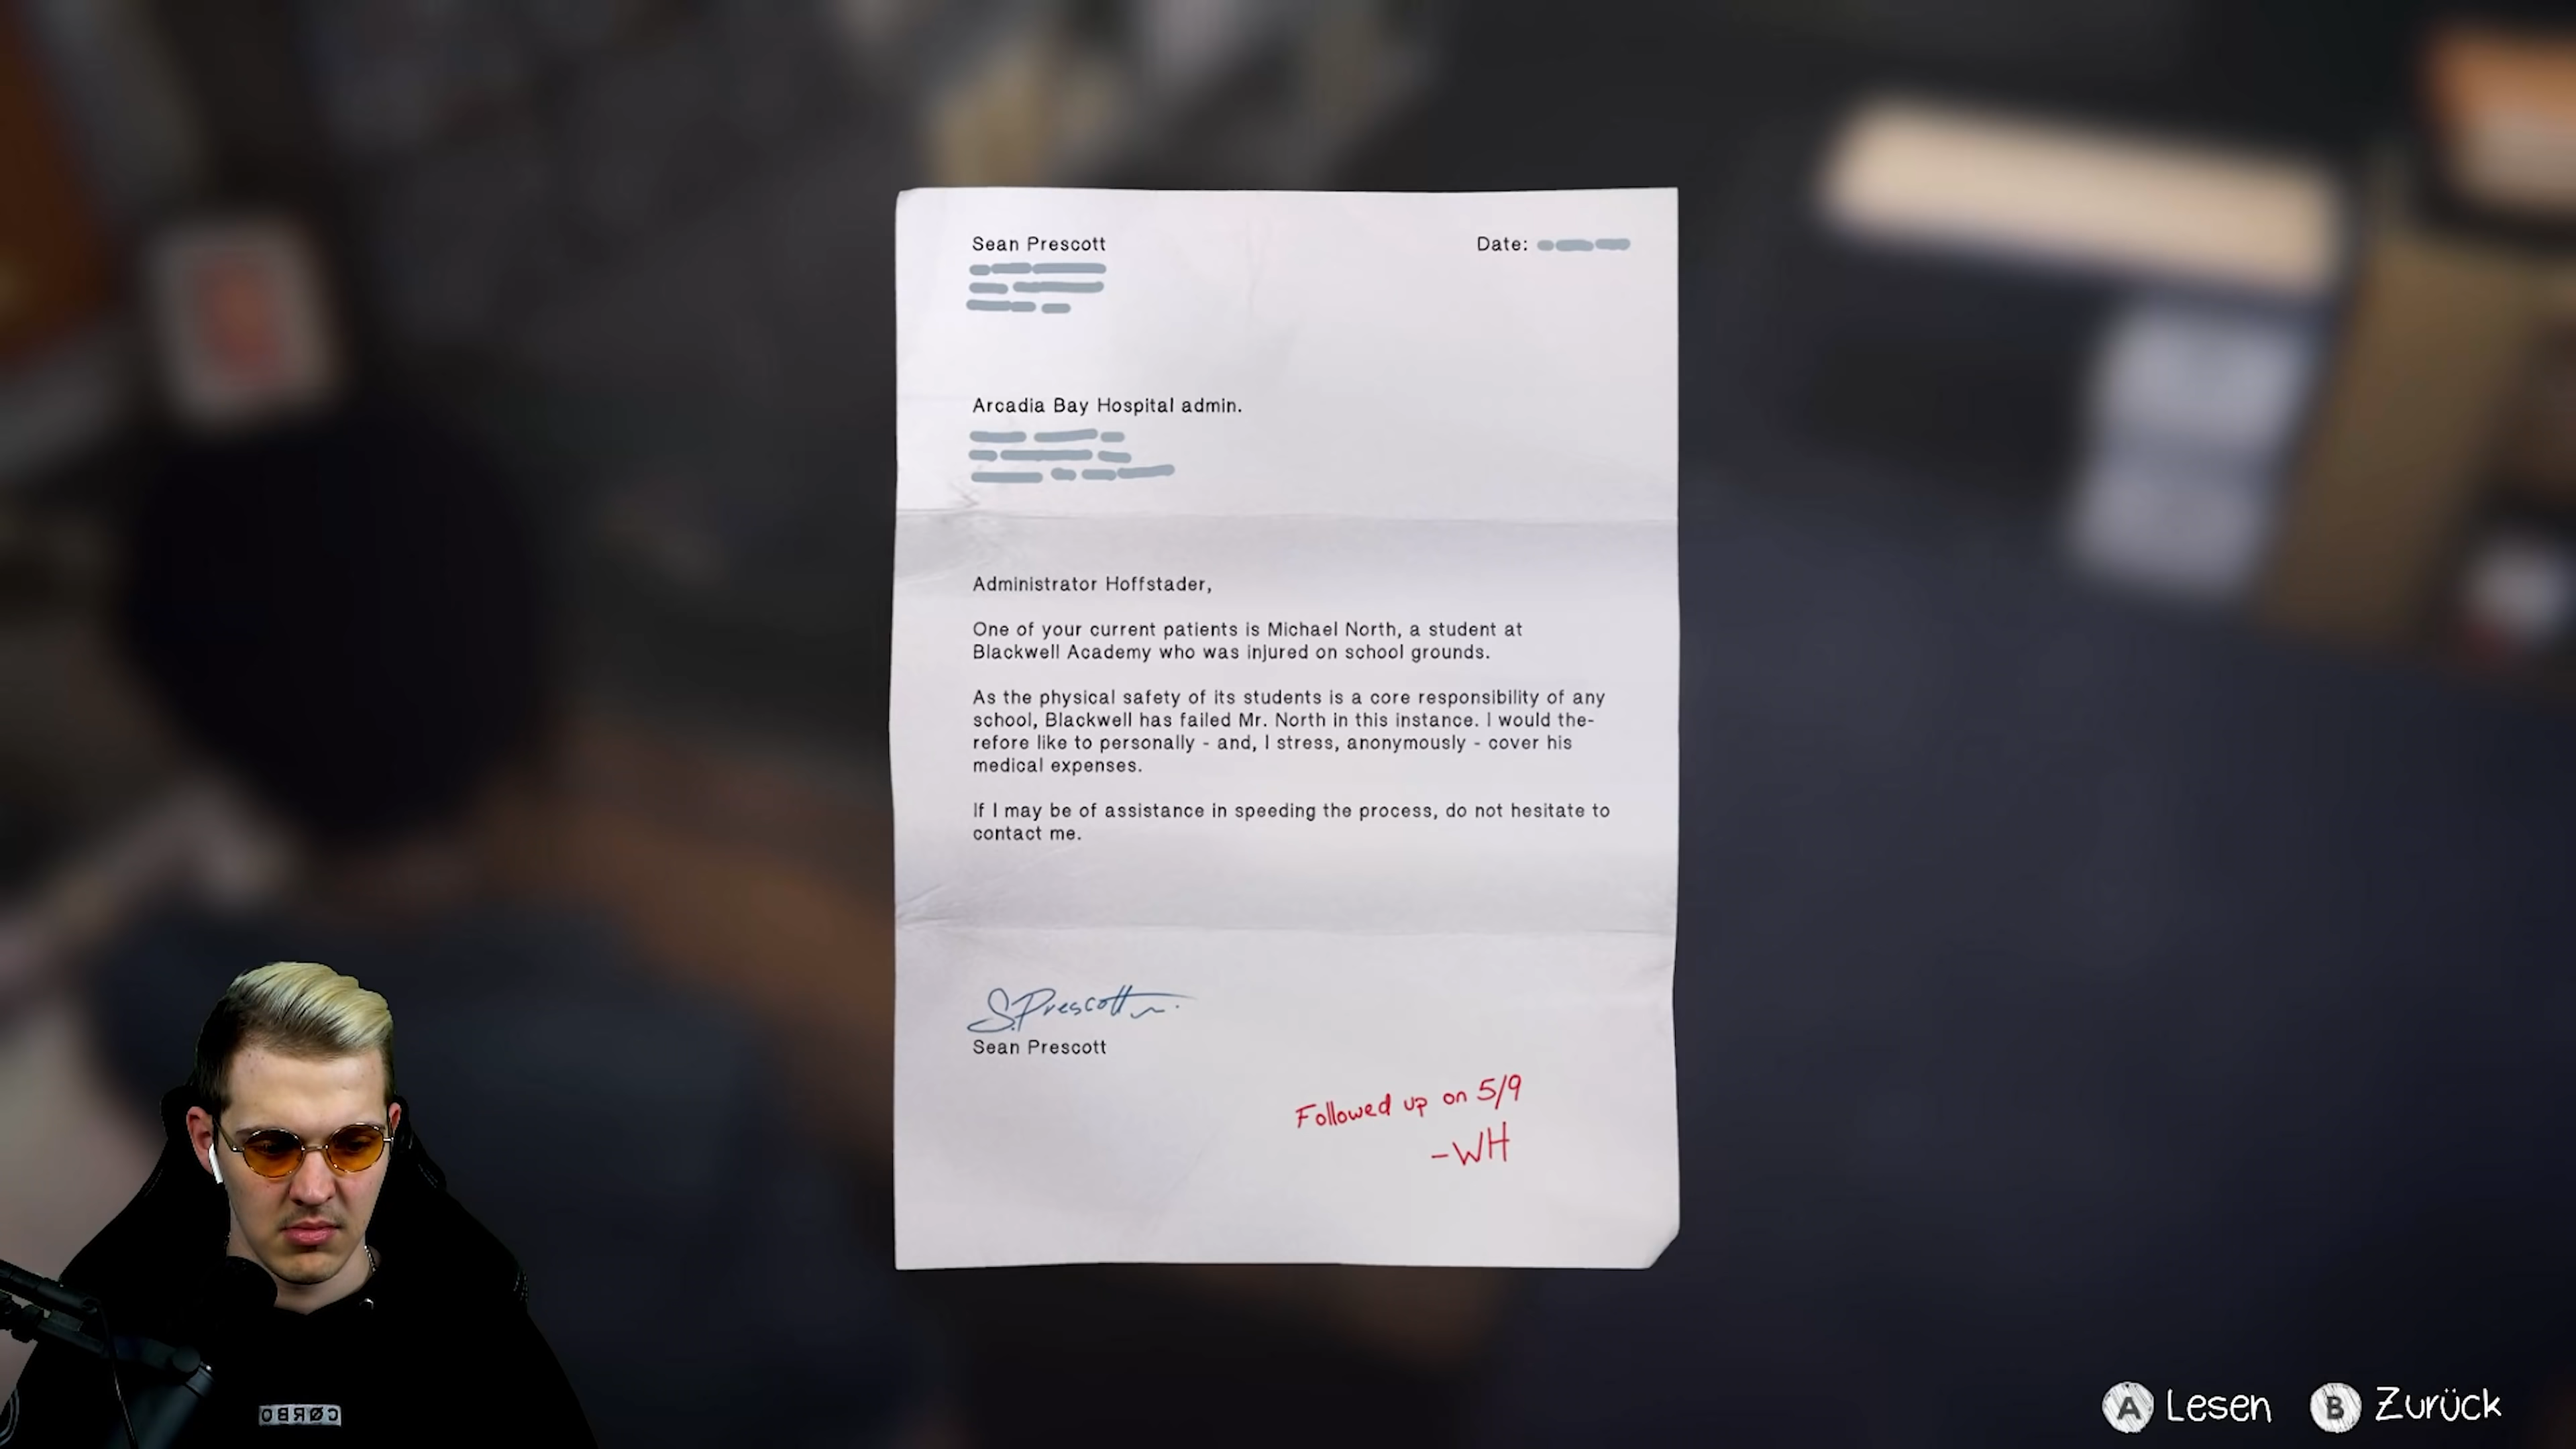 Sean Prescott
Date:
Arcadia Bay Hospital admin.
Administrator Hoffstader,
One of your current patients is Michael North, a student at
Blackwell Academy who was injured on school grounds.
As the physical safety of its students is a core responsibility of any
school, Blackwell has failed Mr. North in this instance. I would the-
refore like to personally - and, I stress, anonymously - cover his
medical expenses.
If I may be of assistance in speeding the process, do not hesitate to
contact me.
S.Prescott
Sean Prescott
Followed up on 5/9
-WH
CØRBO
A Lesen B Zurück